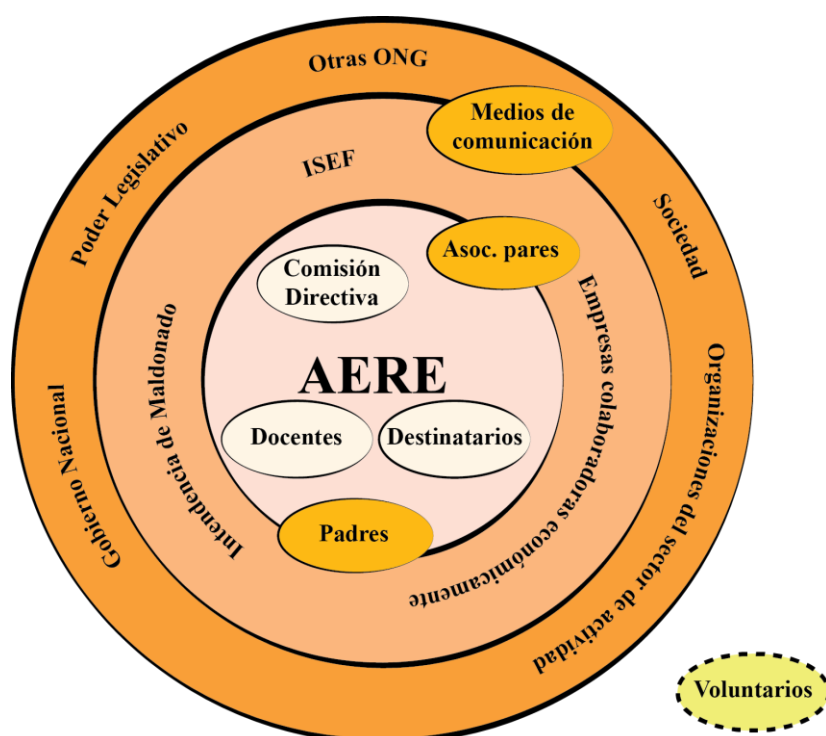 Otras ONG
Medios de
comunicación
Poder Legislativo
ISEF
Sociedad
Asoc. pares
Comisión
Directiva
AERE
Docentes
Destinatarios
Padres
Intendencia de Maldonado
Empresas colaboradoras económicamente
Gobierno Nacional
Organizaciones del sector de actividad
Voluntarios